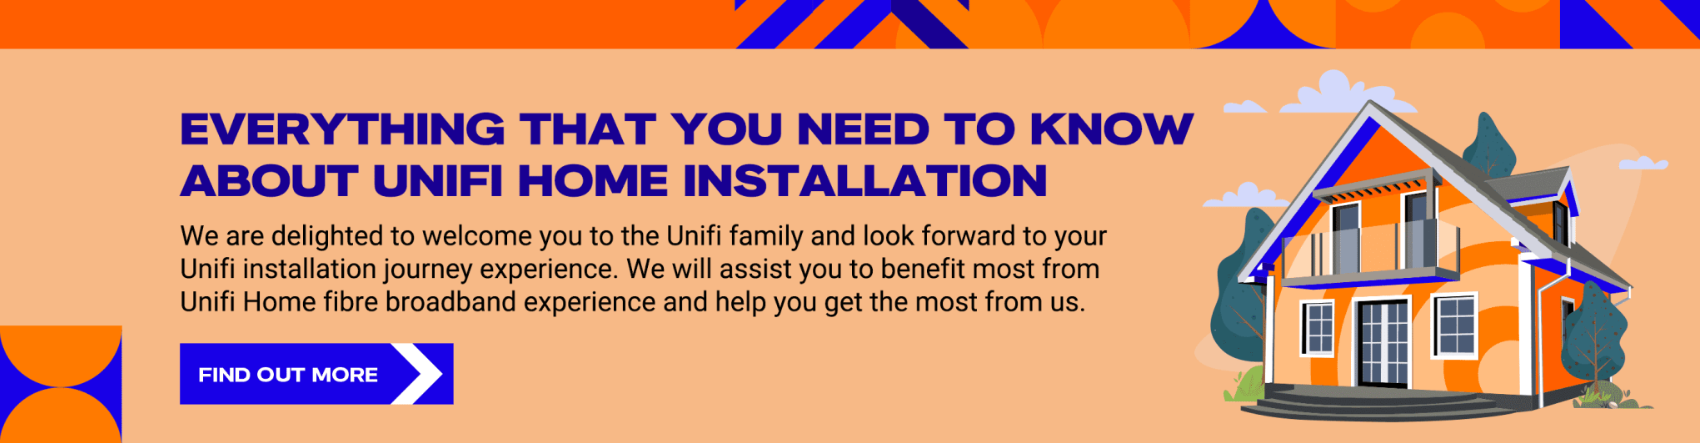 EVERYTHING THAT YOU NEED TO KNOW
ABOUT UNIFI HOME INSTALLATION
We are delighted to welcome you to the Unifi family and look forward to your
Unifi installation journey experience. We will assist you to benefit most from
Unifi Home fibre broadband experience and help you get the most from us.
FIND OUT MORE